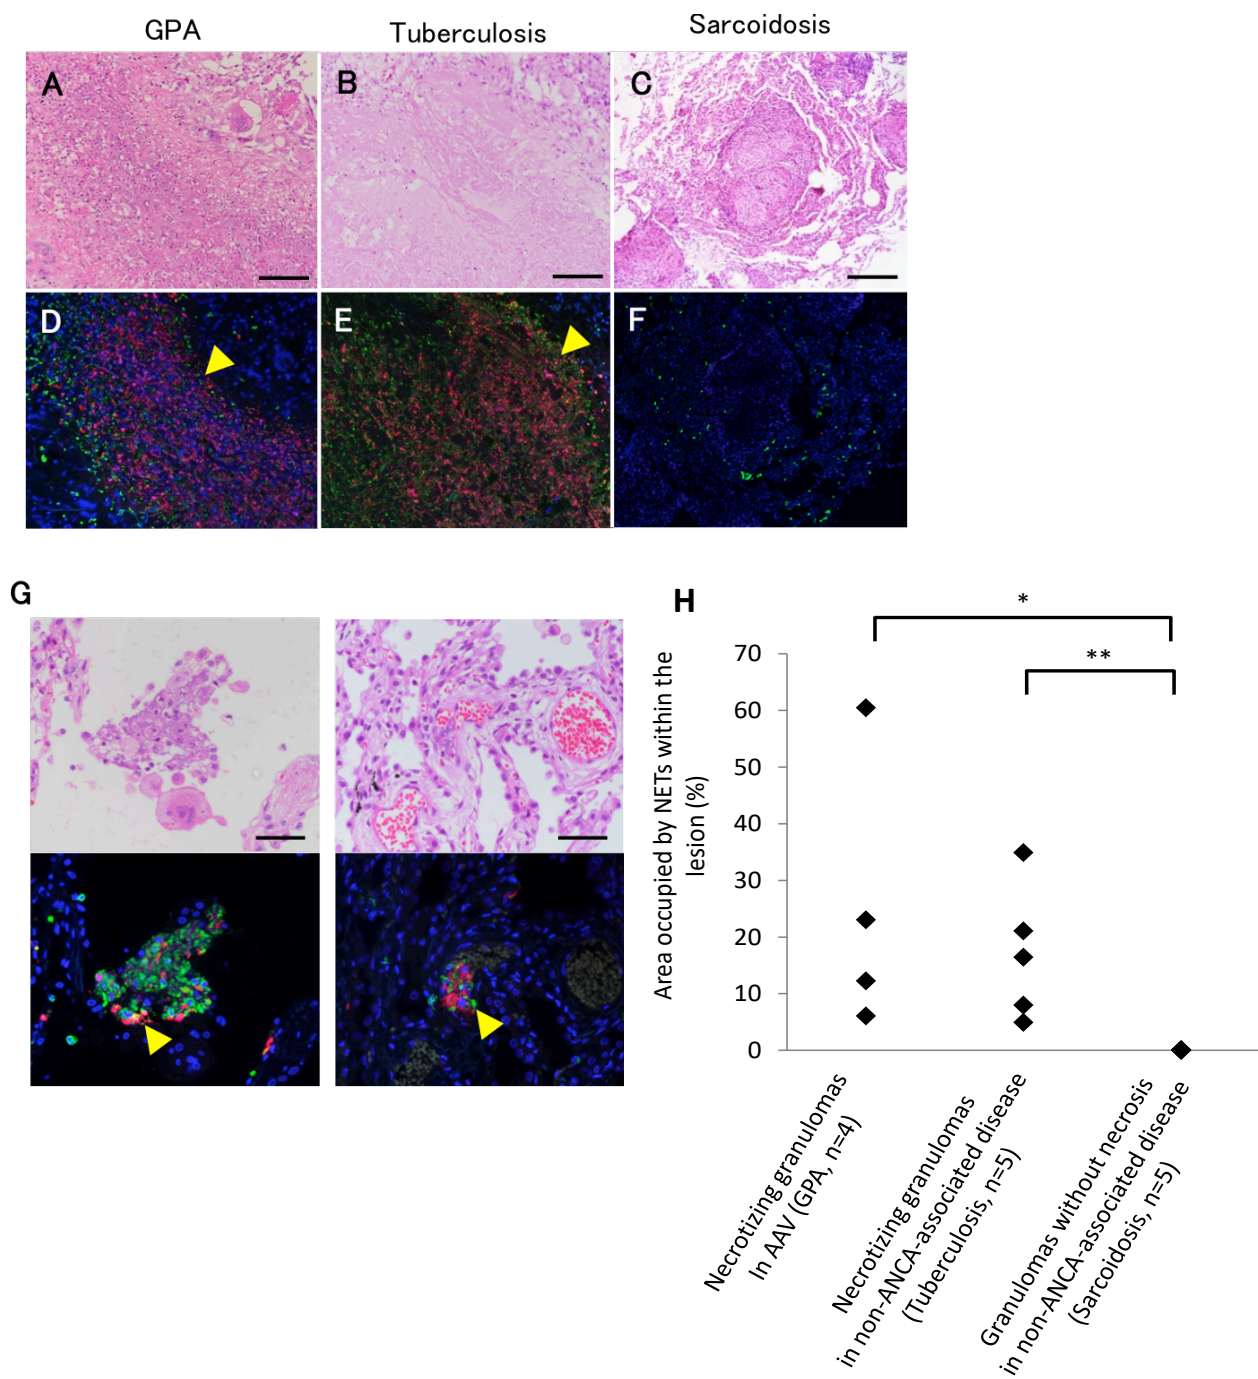 GPA
Tuberculosis
Sarcoidosis
A
B
C
D
E
F
G
H
*
**
Area occupied by NETs within the
lesion (%)
70
60
50
40
30
20
10
0
Necrotizing granulomas
In AAV (GPA, n=4)
Necrotizing granulomas
in non-ANCA-associated disease
(Tuberculosis, n=5)
Granulomas without necrosis
in non-ANCA-associated disease
(Sarcoidosis, n=5)